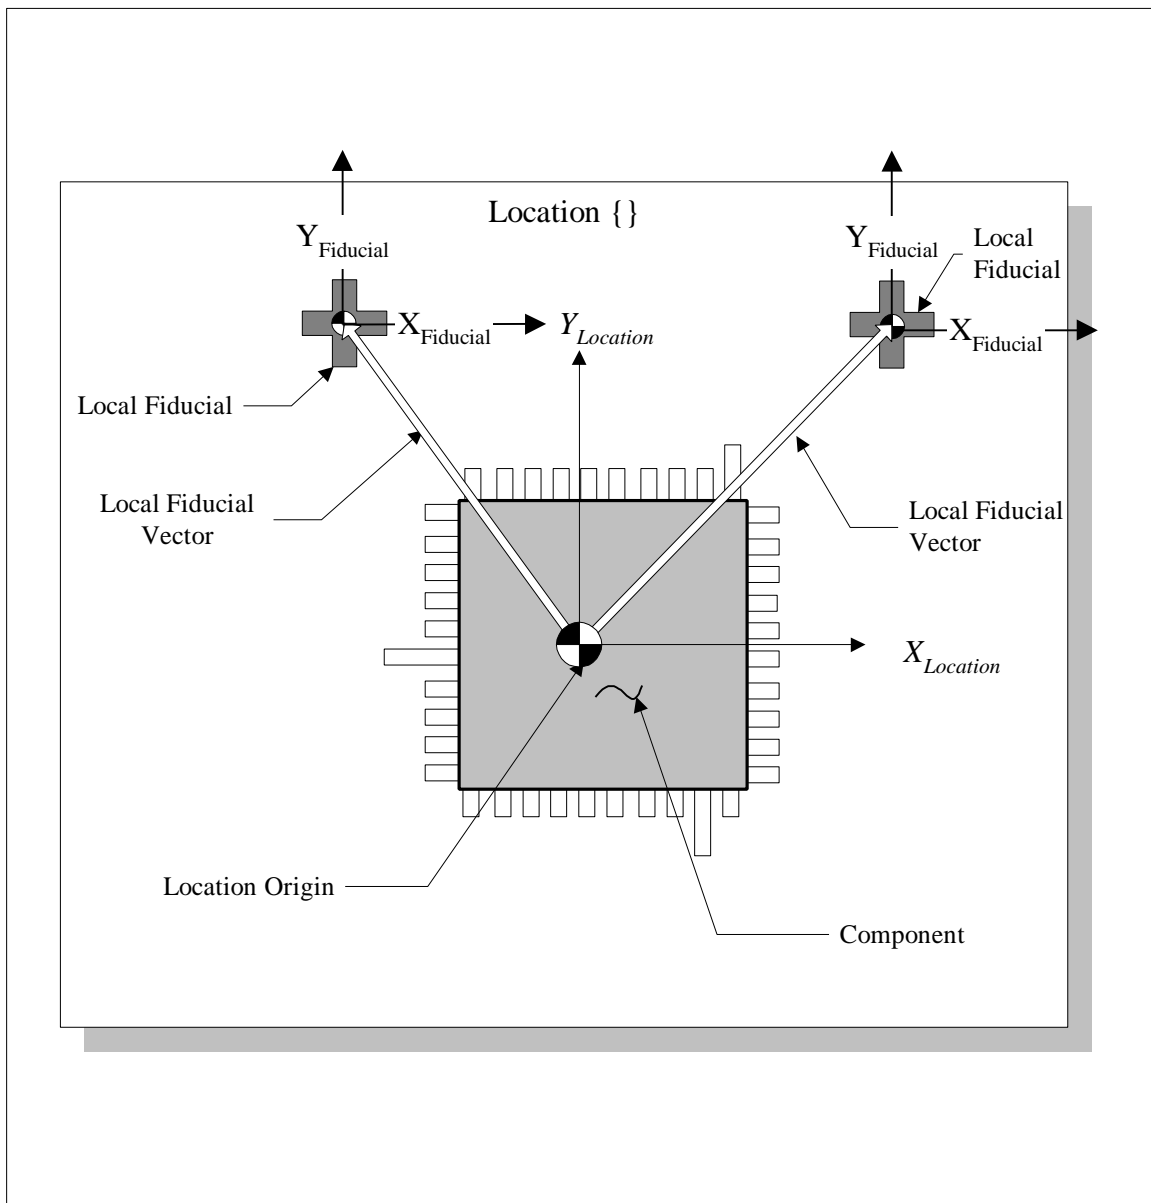 Location {}
Y_Fiducial
Y_Fiducial
Local
Fiducial
X_Fiducial
Y_Location
X_Fiducial
Local Fiducial
Local Fiducial
Vector
Local Fiducial
Vector
X_Location
Location Origin
Component